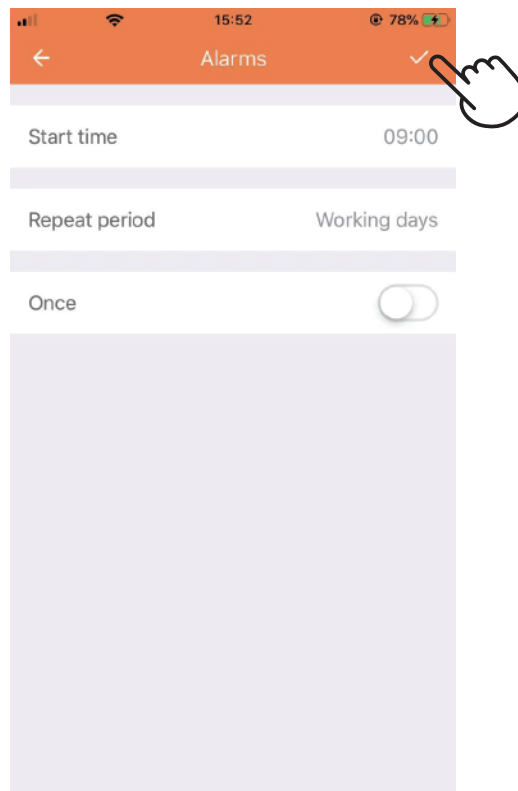 15:52 78%
Alarms
Start time 09:00
Repeat period Working days
Once